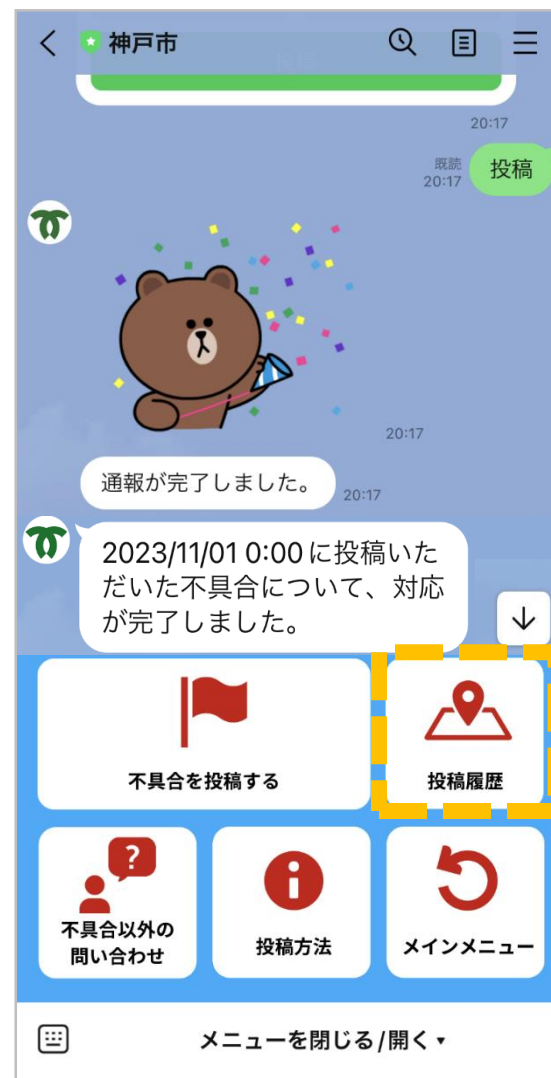 神戸市
20:17
既読
20:17
投稿
20:17
通報が完了しました。
20:17
2023/11/01 0:00に投稿いた
だいた不具合について、対応
が完了しました。
不具合を投稿する
投稿履歴
?
不具合以外の
問い合わせ
投稿方法
メインメニュー
メニューを閉じる/開く▾